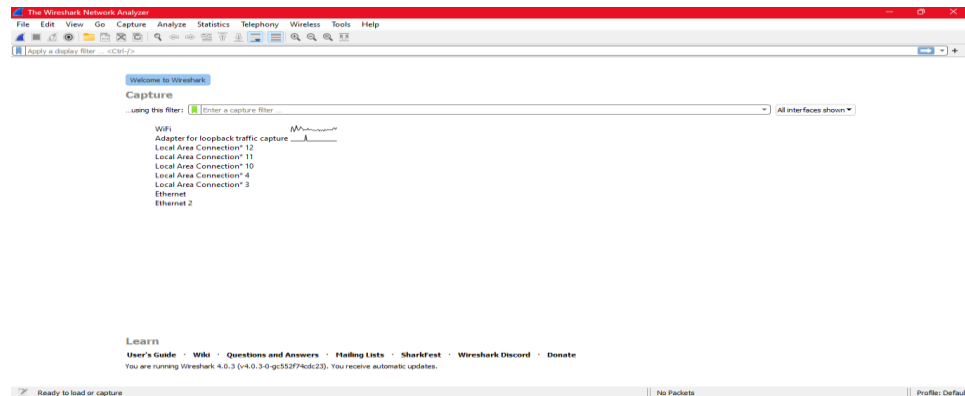 The Wireshark Network Analyzer
File Edit View Go Capture Analyze Statistics Telephony Wireless Tools Help
Apply a display filter ... <Ctrl-/>
Welcome to Wireshark
Capture
...using this filter: Enter a capture filter ... All interfaces shown
WiFi
Adapter for loopback traffic capture
Local Area Connection* 12
Local Area Connection* 11
Local Area Connection* 10
Local Area Connection* 4
Local Area Connection* 3
Ethernet
Ethernet 2
Learn
User's Guide · Wiki · Questions and Answers · Mailing Lists · SharkFest · Wireshark Discord · Donate
You are running Wireshark 4.0.3 (v4.0.3-0-gc552f74cdc23). You receive automatic updates.
Ready to load or capture No Packets Profile: Defaul